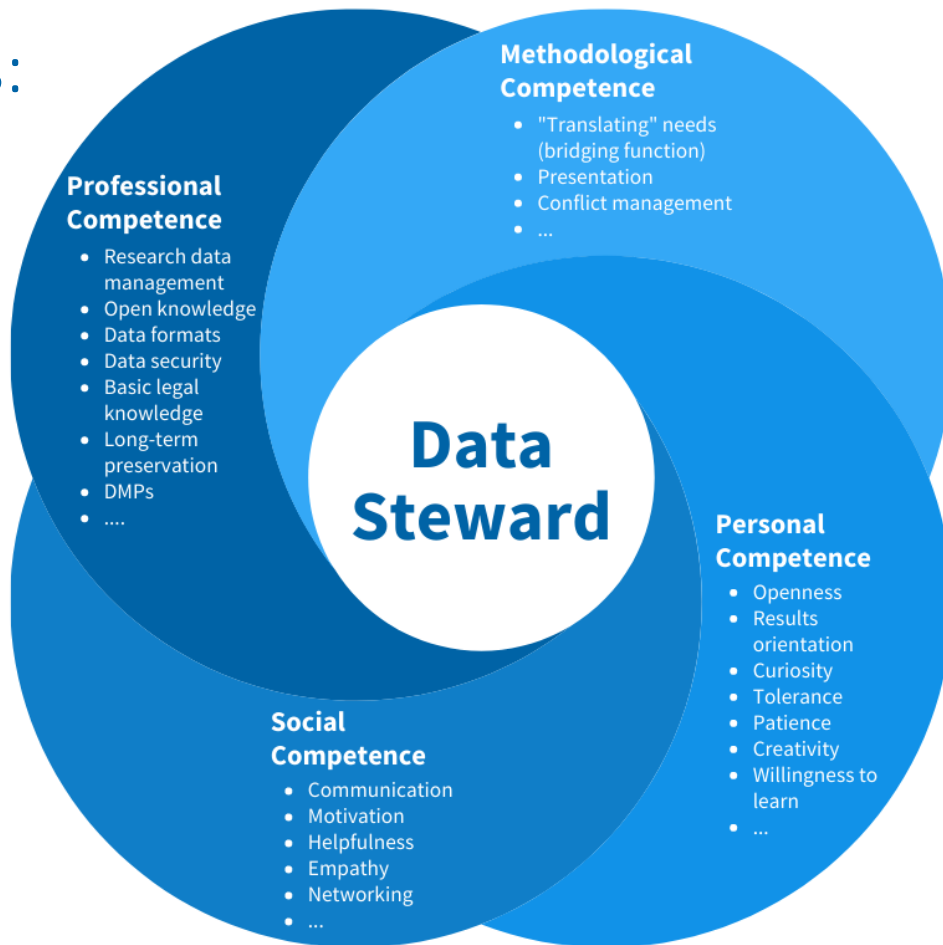 Professional
Competence
• Research data
management
• Open knowledge
• Data formats
• Data security
• Basic legal
knowledge
• Long-term
preservation
• DMPs
• ....
Methodological
Competence
• "Translating" needs
(bridging function)
• Presentation
• Conflict management
• ...
Data
Steward
Personal
Competence
• Openness
• Results
orientation
• Curiosity
• Tolerance
• Patience
• Creativity
• Willingness to
learn
• ...
Social
Competence
• Communication
• Motivation
• Helpfulness
• Empathy
• Networking
• ...